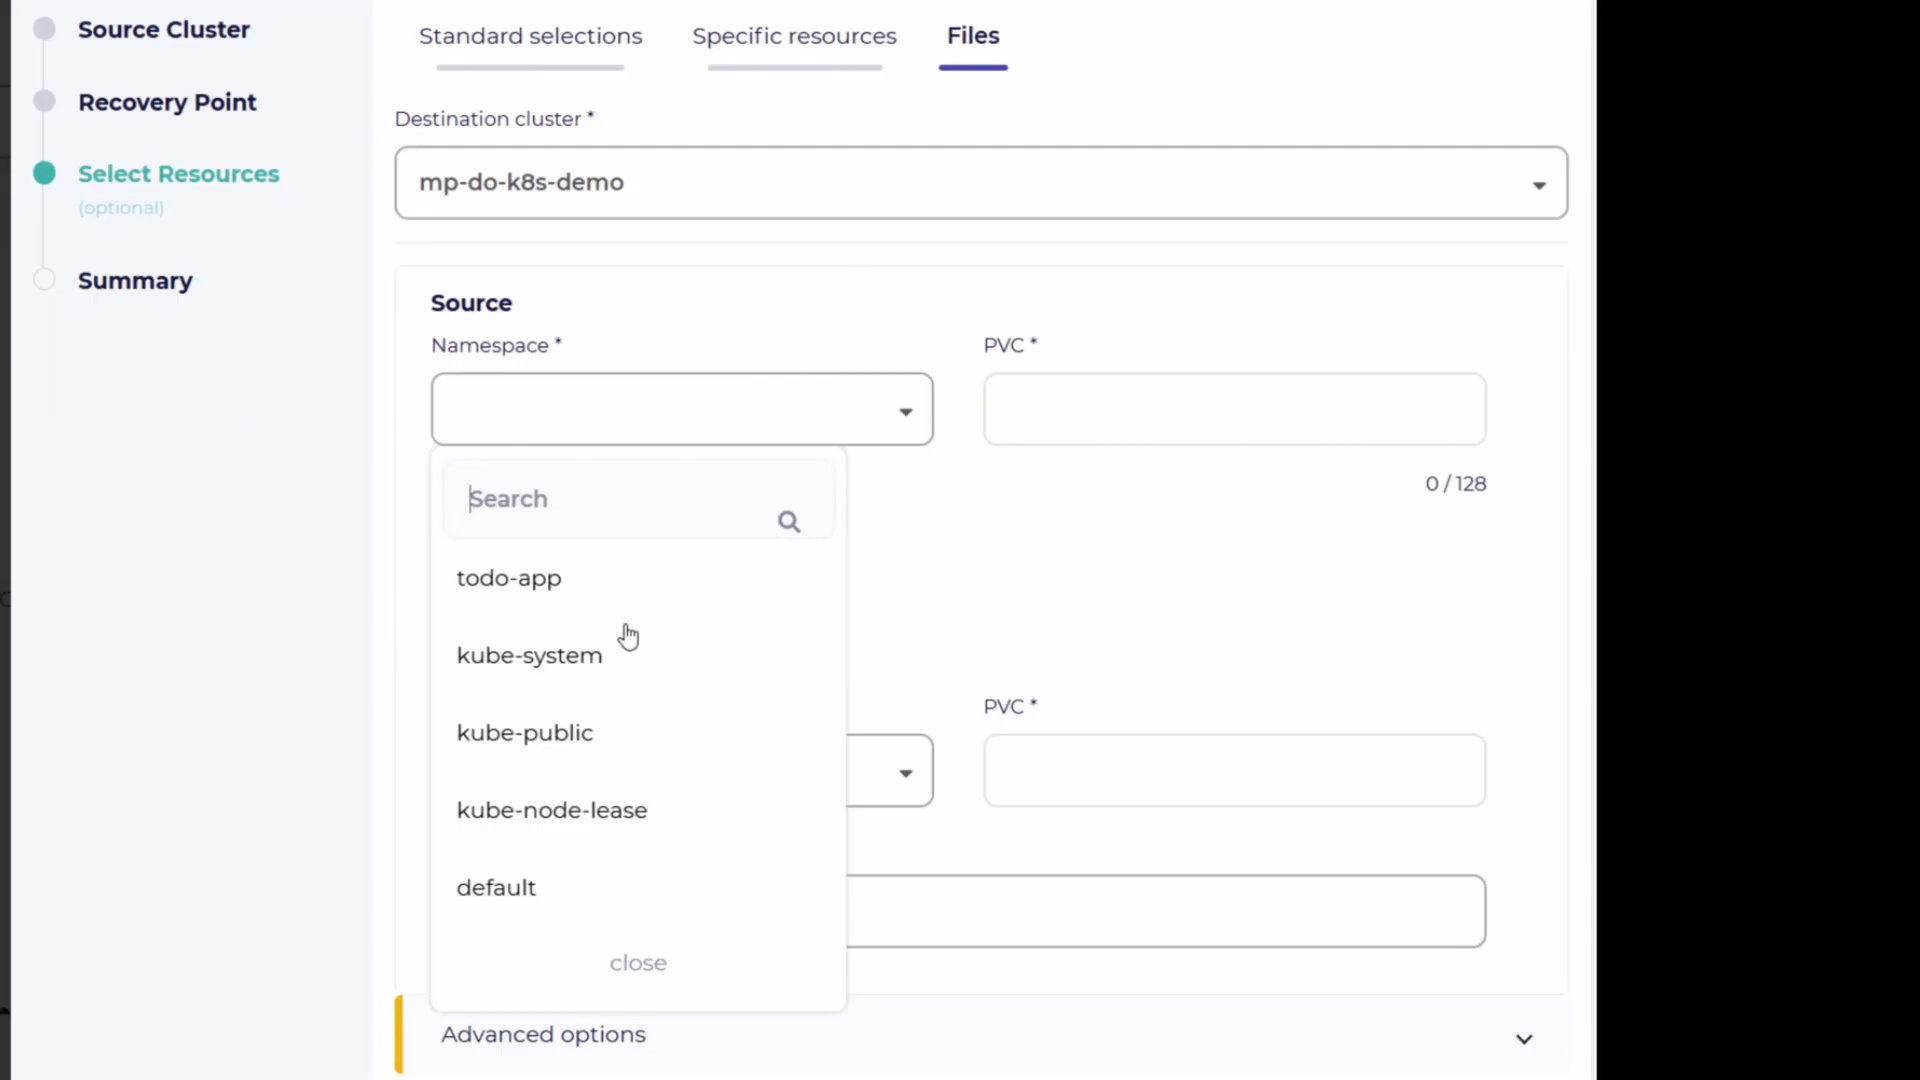 Source Cluster
Recovery Point
Select Resources
(optional)
Summary
Standard selections
Specific resources
Files
Destination cluster *
mp-do-k8s-demo
Source
Namespace *
PVC *
0 / 128
Search
todo-app
kube-system
kube-public
kube-node-lease
default
close
PVC *
Advanced options